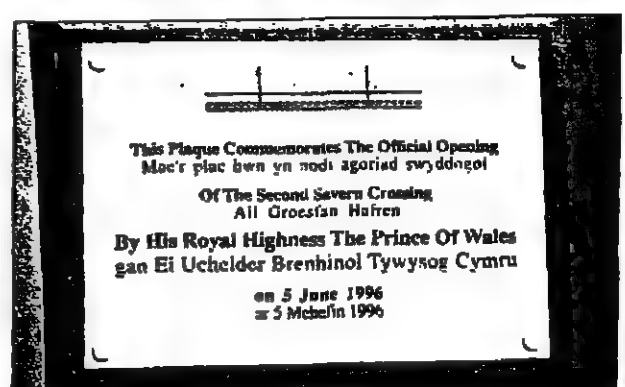 This Plaque Commemorates The Official Opening
Mae'r plac hwn yn nodi agoriad swyddogol
Of The Second Severn Crossing
Ail Groesfan Hafren
By His Royal Highness The Prince Of Wales
gan Ei Uchelder Brenhinol Tywysog Cymru
on 5 June 1996
ar 5 Mehefin 1996